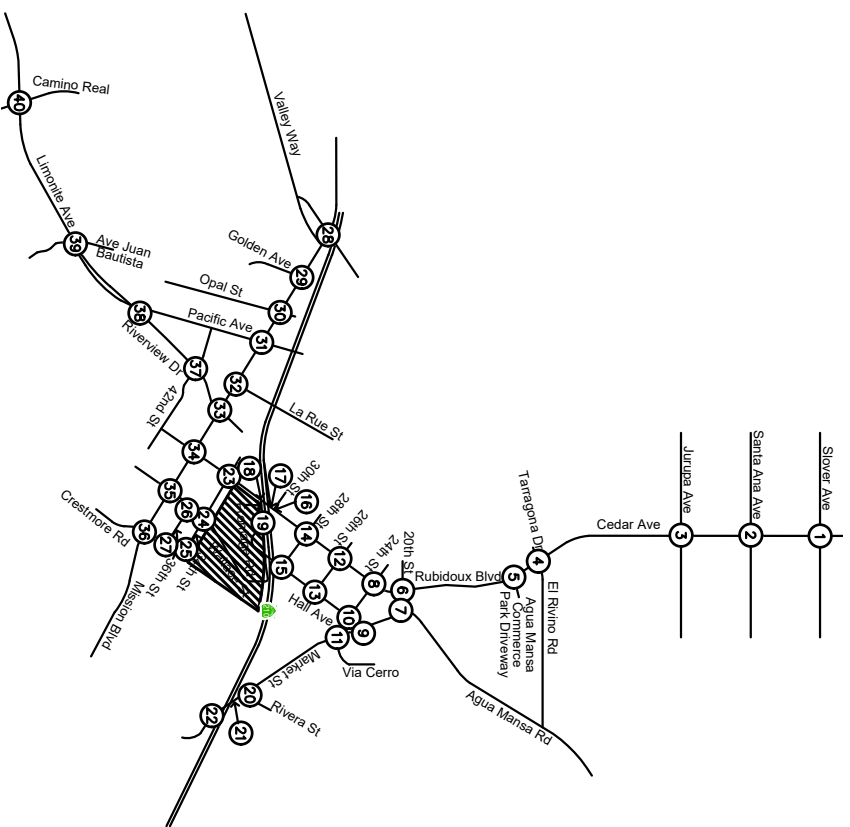 Camino Real
40
Limonite Ave
39
Ave Juan
Bautista
38
Riverview Dr
Valley Way
28
Golden Ave
29
Opal St
30
Pacific Ave
31
37
42nd St
32
33
La Rue St
34
18
17
30th St
16
28th St
23
19
14
26th St
35
26
24
12
24th St
Crestmore Rd
36
27
25
36th St
15
13
8
Hall Ave
10
9
11
Mission Blvd
Market St
Via Cerro
20
Rivera St
22
21
20th St
6
7
Rubidoux Blvd
5
4
Tarragona Dr
Agua Mansa
Commerce
Park Driveway
El Rivino Rd
Agua Mansa Rd
Cedar Ave
Jurupa Ave
3
Santa Ana Ave
2
Slover Ave
1